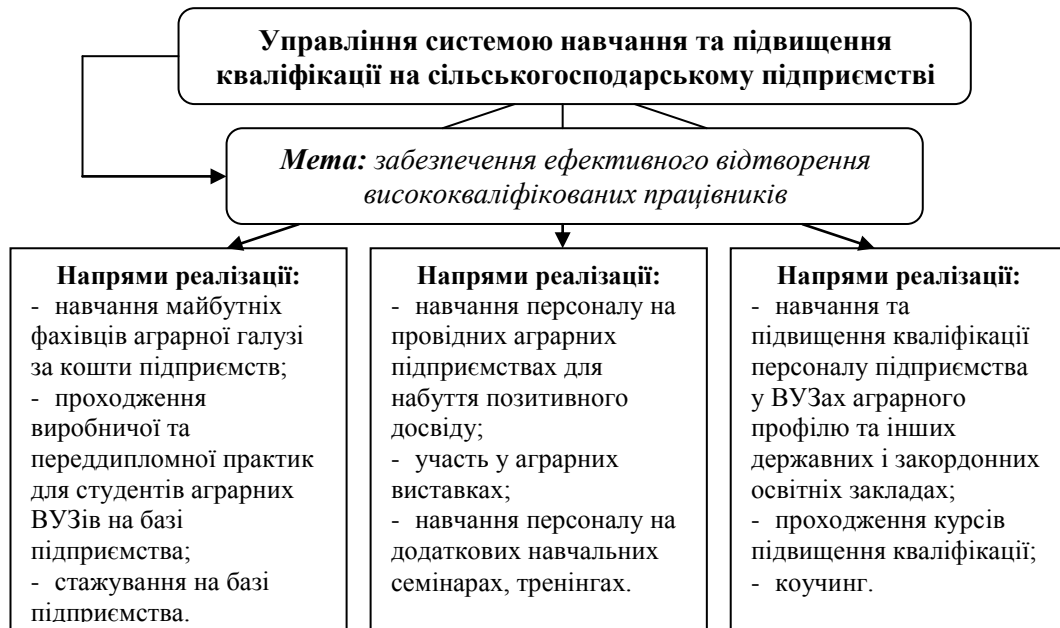 Управління системою навчання та підвищення
кваліфікації на сільськогосподарському підприємстві
Мета: забезпечення ефективного відтворення
висококваліфікованих працівників
Напрями реалізації:
- навчання майбутніх
фахівців аграрної галузі
за кошти підприємств;
- проходження
виробничої та
переддипломної практик
для студентів аграрних
ВУЗів на базі
підприємства;
- стажування на базі
підприємства.
Напрями реалізації:
- навчання персоналу на
провідних аграрних
підприємствах для
набуття позитивного
досвіду;
- участь у аграрних
виставках;
- навчання персоналу на
додаткових навчальних
семінарах, тренінгах.
Напрями реалізації:
- навчання та
підвищення кваліфікації
персоналу підприємства
у ВУЗах аграрного
профілю та інших
державних і закордонних
освітніх закладах;
- проходження курсів
підвищення кваліфікації;
- коучинг.